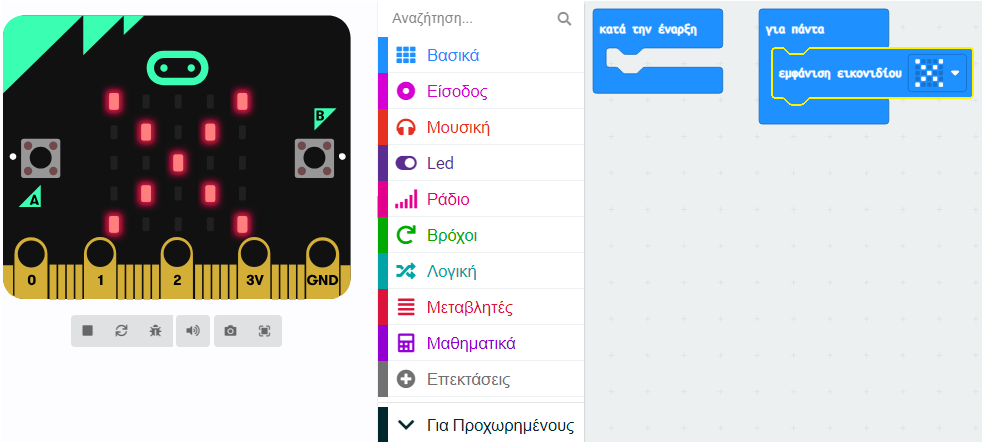 B
A
0 1 2 3V GND
Αναζήτηση...
Βασικά
Είσοδος
Μουσική
Led
Ράδιο
Βρόχοι
Λογική
Μεταβλητές
Μαθηματικά
Επεκτάσεις
Για Προχωρημένους
κατά την έναρξη
για πάντα
εμφάνιση εικονιδίου